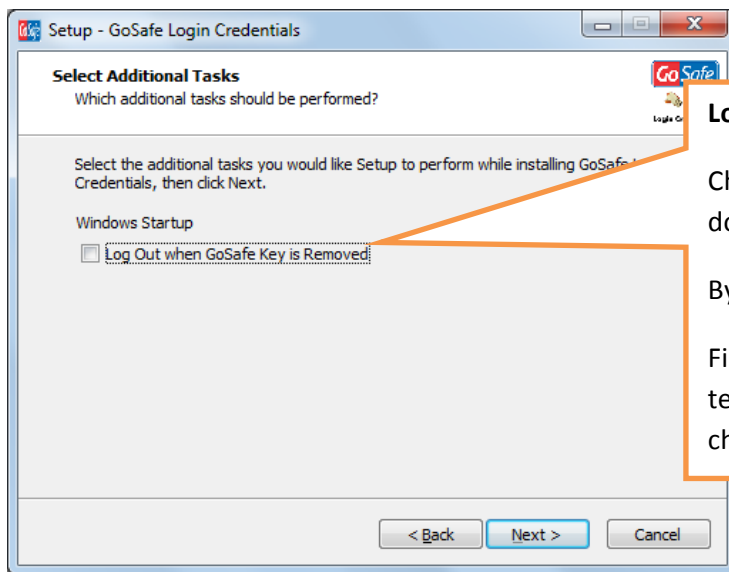 Setup - GoSafe Login Credentials
Select Additional Tasks
Which additional tasks should be performed?
Go Safe
Select the additional tasks you would like Setup to perform while installing GoSafe
Credentials, then click Next.
Windows Startup
Log Out when GoSafe Key is Removed
< Back
Next >
Cancel